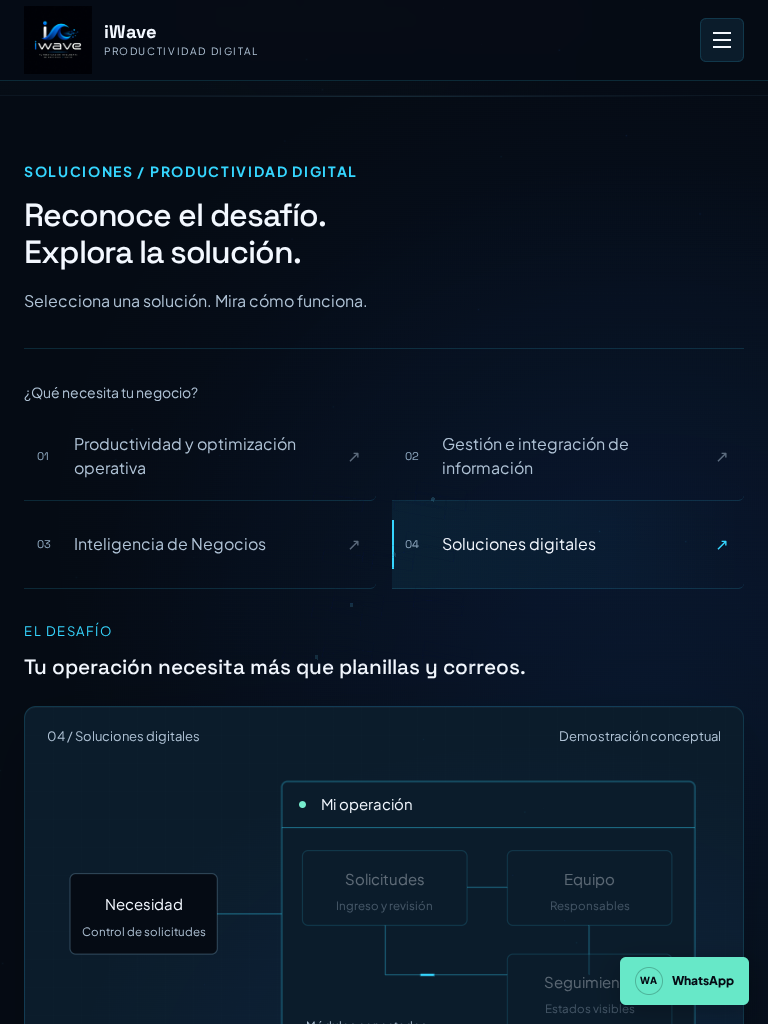 iwave
iWave
PRODUCTIVIDAD DIGITAL
SOLUCIONES / PRODUCTIVIDAD DIGITAL
Reconoce el desafío.
Explora la solución.
Selecciona una solución. Mira cómo funciona.
¿Qué necesita tu negocio?
01 Productividad y optimización operativa ↗
02 Gestión e integración de información ↗
03 Inteligencia de Negocios ↗
04 Soluciones digitales ↗
EL DESAFÍO
Tu operación necesita más que planillas y correos.
04 / Soluciones digitales
Demostración conceptual
Mi operación
Solicitudes
Ingreso y revisión
Equipo
Responsables
Necesidad
Control de solicitudes
Estados visibles
WA WhatsApp